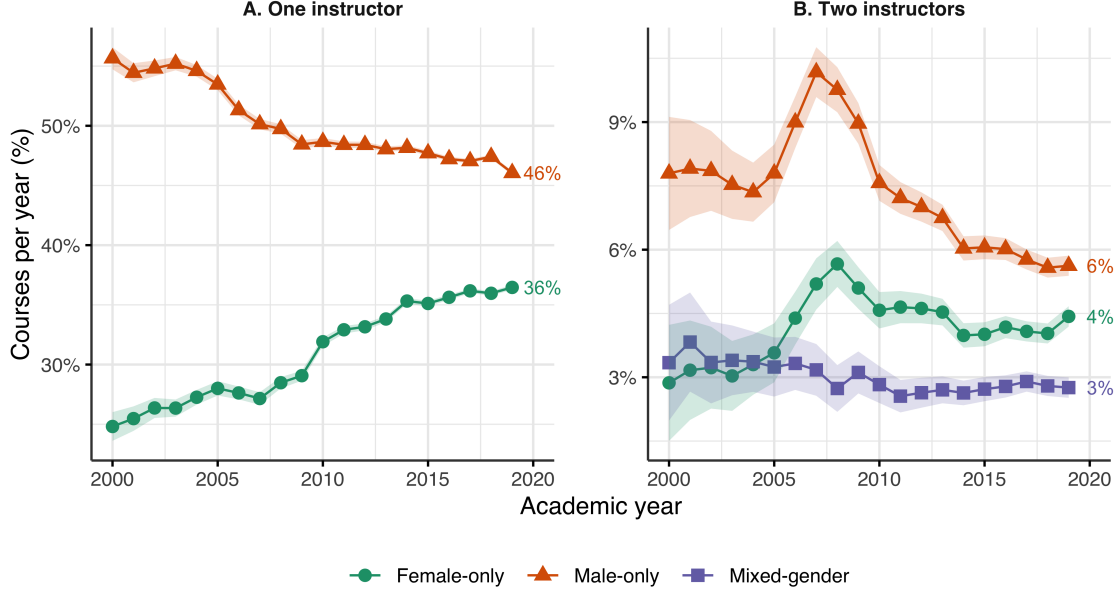 A. One instructor
B. Two instructors
Courses per year (%)
50%
40%
30%
46%
36%
2000 2005 2010 2015 2020
9%
6%
3%
6%
4%
3%
2000 2005 2010 2015 2020
Academic year
Female-only Male-only Mixed-gender